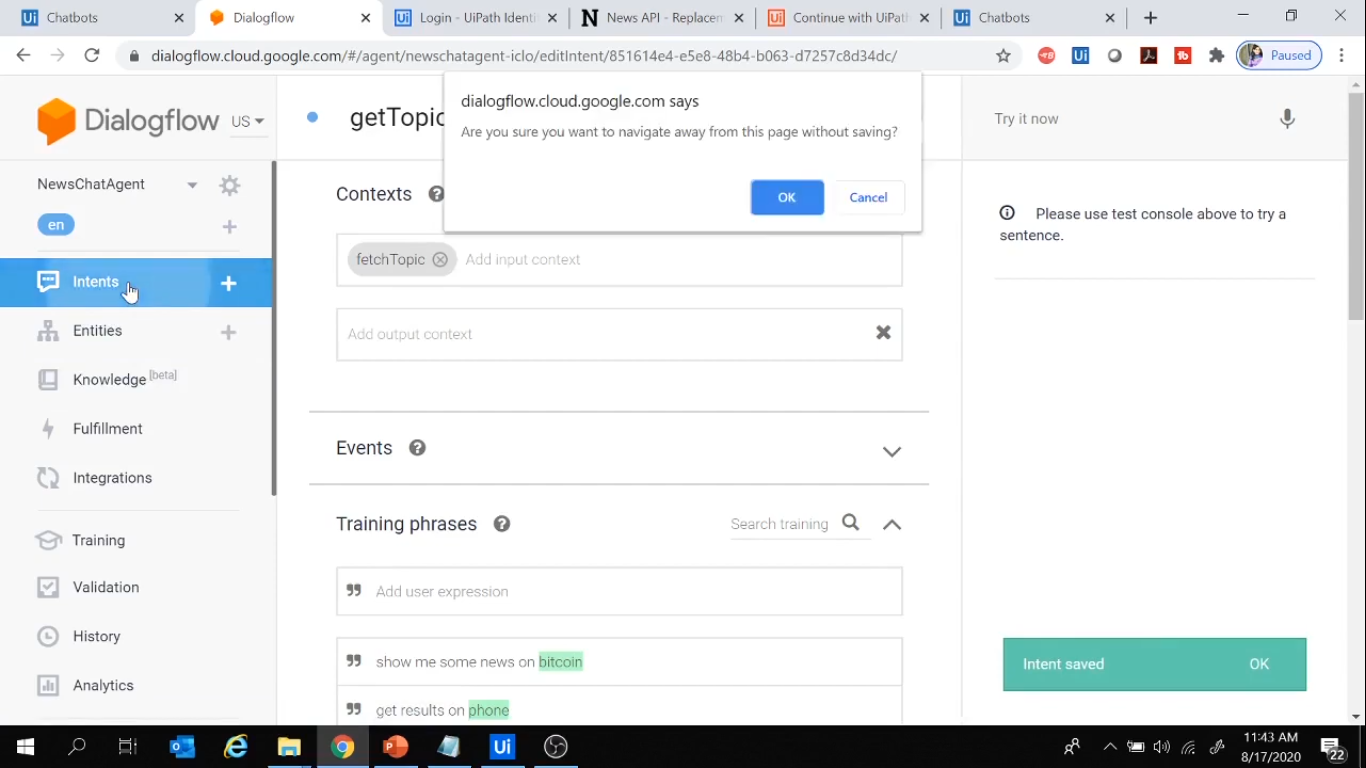 Chatbots
Dialogflow
Login - UiPath Identi
News API - Replacem
Continue with UiPath
Chatbots
dialogflow.cloud.google.com/#/agent/newschatagent-iclo/editIntent/851614e4-e5e8-48b4-b063-d7257c8d34dc/
Paused
dialogflow.cloud.google.com says
Are you sure you want to navigate away from this page without saving?
OK
Cancel
Dialogflow
US
getTopic
Try it now
NewsChatAgent
en
Intents
Entities
Knowledge [beta]
Fulfillment
Integrations
Training
Validation
History
Analytics
Contexts
fetchTopic
Add input context
Add output context
Events
Training phrases
Search training
Add user expression
show me some news on bitcoin
get results on phone
Please use test console above to try a
sentence.
Intent saved
OK
11:43 AM
8/17/2020
22